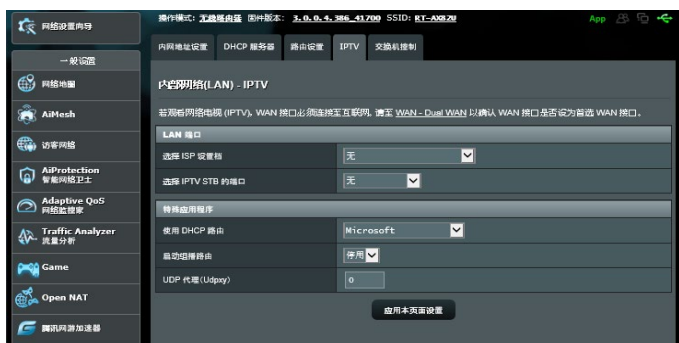 网络设置向导
操作模式: 无线路由器 固件版本: 3.0.0.4.386_41700 SSID: RT-AX82U
App
内网地址设置 DHCP 服务器 路由设置 IPTV 交换机控制
一般设置
网络地图
AiMesh
访客网络
AiProtection
智能网络卫士
Adaptive QoS
网络监控家
Traffic Analyzer
流量分析
Game
Open NAT
腾讯网游加速器
内部网络(LAN) - IPTV
若观看网络电视 (IPTV), WAN 接口必须连接至互联网. 请至 WAN - Dual WAN 以确认 WAN 接口是否设为首选 WAN 接口.
LAN 端口
选择 ISP 设置档 无
选择 IPTV STB 的端口 无
特殊应用程序
使用 DHCP 路由 Microsoft
启动组播路由 停用
UDP 代理(Udpxy) 0
应用本页面设置